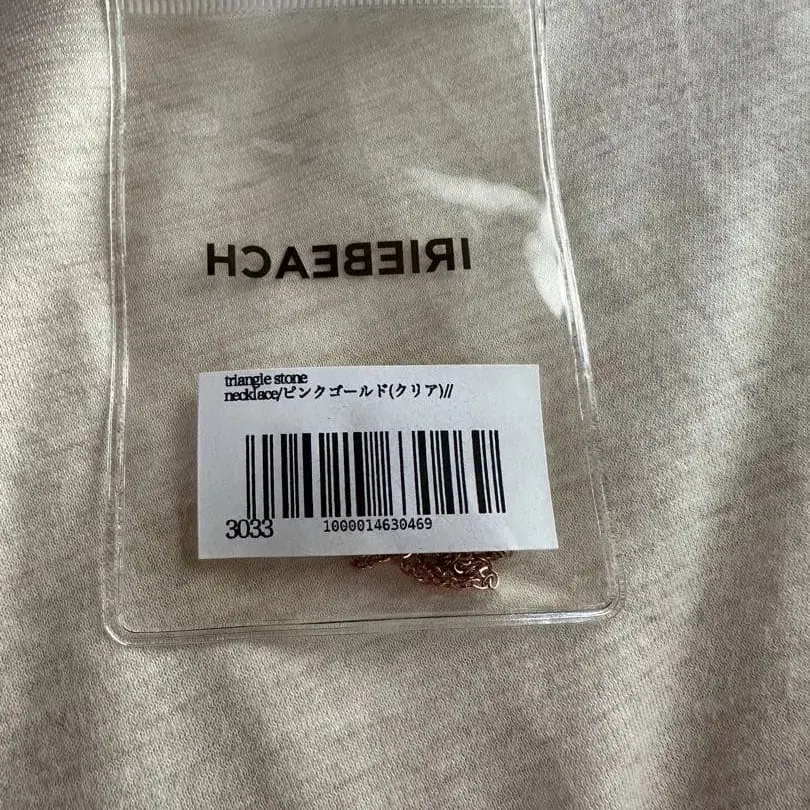 IRIEBEACH
triangle stone
necklace/ピンクゴールド(クリア)//
3033
1000014630469